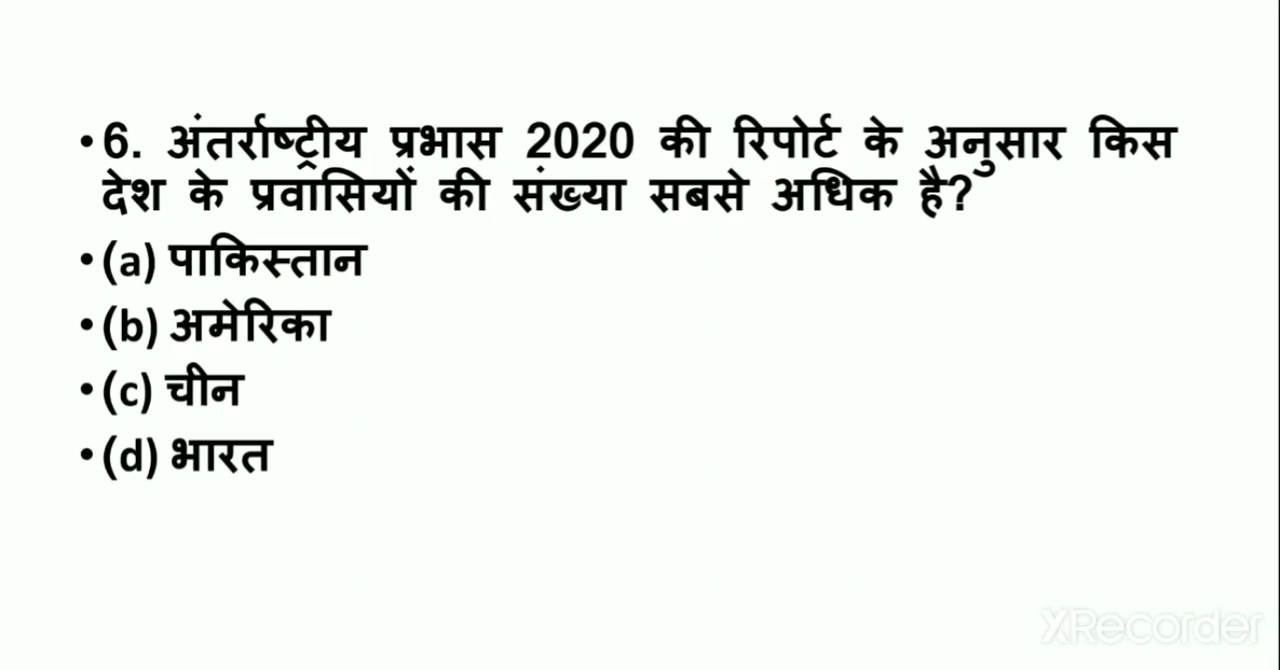 •6. अंतर्राष्ट्रीय प्रभास 2020 की रिपोर्ट के अनुसार किस
देश के प्रवासियों की संख्या सबसे अधिक है?
•(a) पाकिस्तान
•(b) अमेरिका
•(c) चीन
•(d) भारत
XRecorder